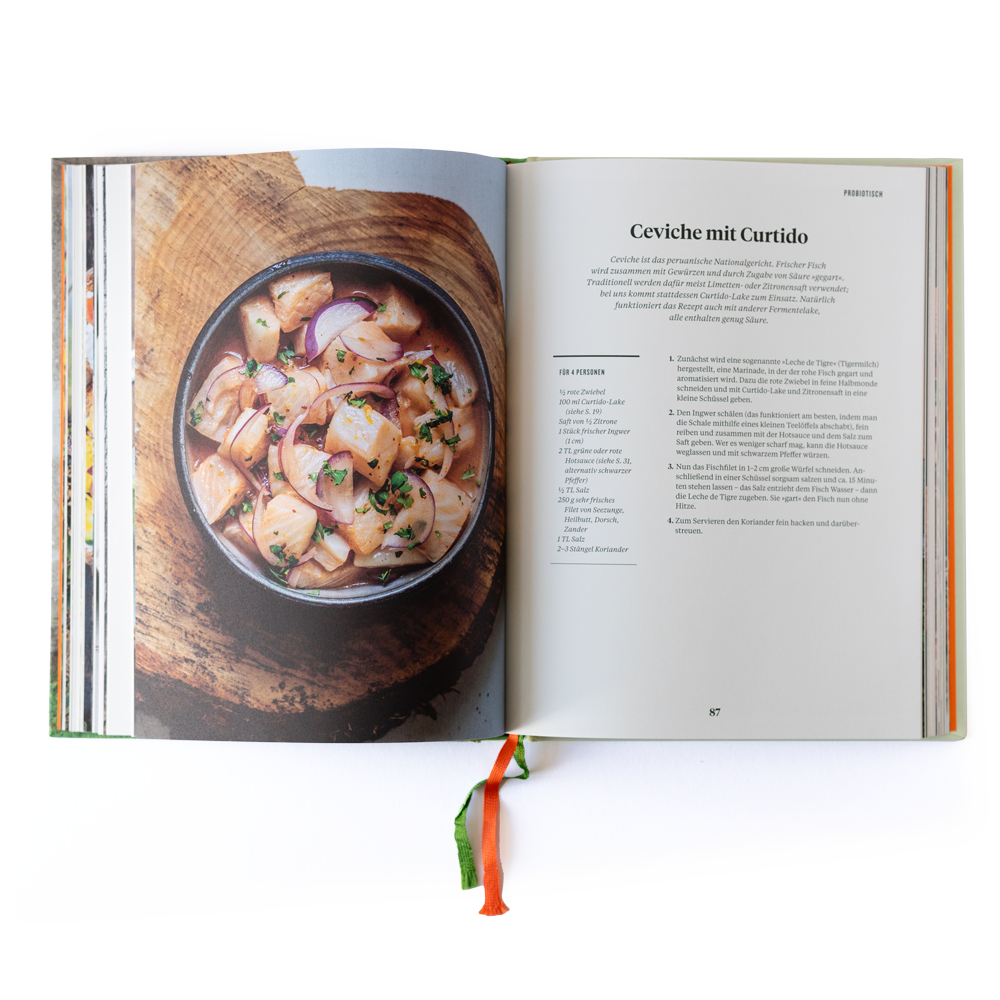 PROBIOTISCH
Ceviche mit Curtido
Ceviche ist das peruanische Nationalgericht. Frischer Fisch
wird zusammen mit Gewürzen und durch Zugabe von Säure »gegart«.
Traditionell werden dafür meist Limetten- oder Zitronensaft verwendet;
bei uns kommt stattdessen Curtido-Lake zum Einsatz. Natürlich
funktioniert das Rezept auch mit anderer Fermentelake,
alle enthalten genug Säure.
FÜR 4 PERSONEN
½ rote Zwiebel
100 ml Curtido-Lake
(siehe S. 19)
Saft von ½ Zitrone
1 Stück frischer Ingwer
(1 cm)
2 TL grüne oder rote
Hotsauce (siehe S. 31,
alternativ schwarzer
Pfeffer)
½ TL Salz
250 g sehr frisches
Filet von Seezunge,
Heilbutt, Dorsch,
Zander
1 TL Salz
2–3 Stängel Koriander
1. Zunächst wird eine sogenannte »Leche de Tigre« (Tigermilch)
hergestellt, eine Marinade, in der der rohe Fisch gegart und
aromatisiert wird. Dazu die rote Zwiebel in feine Halbmonde
schneiden und mit Curtido-Lake und Zitronensaft in eine
kleine Schüssel geben.
2. Den Ingwer schälen (das funktioniert am besten, indem man
die Schale mithilfe eines kleinen Teelöffels abschabt), fein
reiben und zusammen mit der Hotsauce und dem Salz zum
Saft geben. Wer es weniger scharf mag, kann die Hotsauce
weglassen und mit schwarzem Pfeffer würzen.
3. Nun das Fischfilet in 1–2 cm große Würfel schneiden. An-
schließend in einer Schüssel sorgsam salzen und ca. 15 Minu-
ten stehen lassen – das Salz entzieht dem Fisch Wasser – dann
die Leche de Tigre zugeben. Sie »gart« den Fisch nun ohne
Hitze.
4. Zum Servieren den Koriander fein hacken und darüber-
streuen.
87